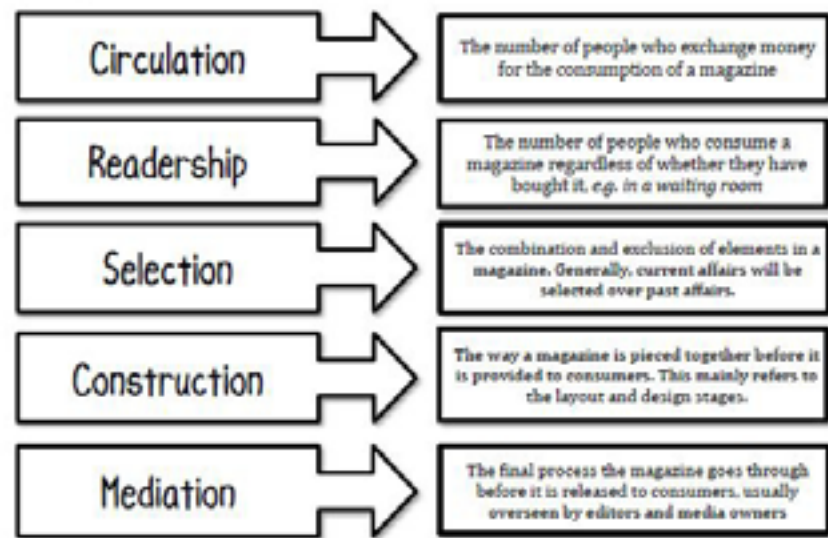 Circulation
The number of people who exchange money
for the consumption of a magazine
Readership
The number of people who consume a
magazine regardless of whether they have
bought it, e.g. in a waiting room
Selection
The combination and exclusion of elements in a
magazine. Generally, current affairs will be
selected over past affairs.
Construction
The way a magazine is pieced together before it
is provided to consumers. This mainly refers to
the layout and design stages.
Mediation
The final process the magazine goes through
before it is released to consumers, usually
overseen by editors and media owners